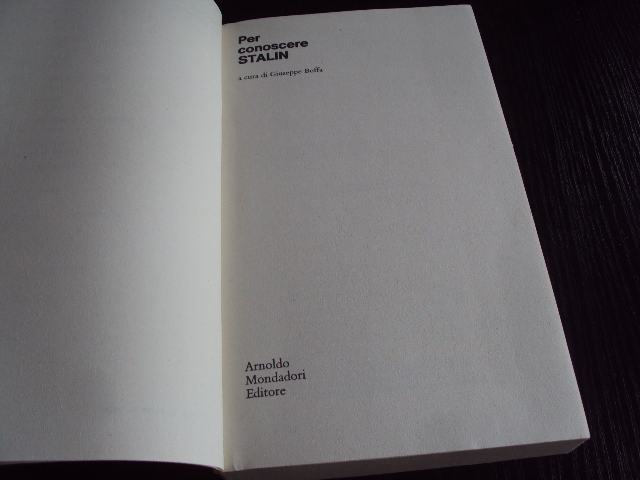 Per
conoscere
STALIN
a cura di Giuseppe Boffa
Arnoldo
Mondadori
Editore